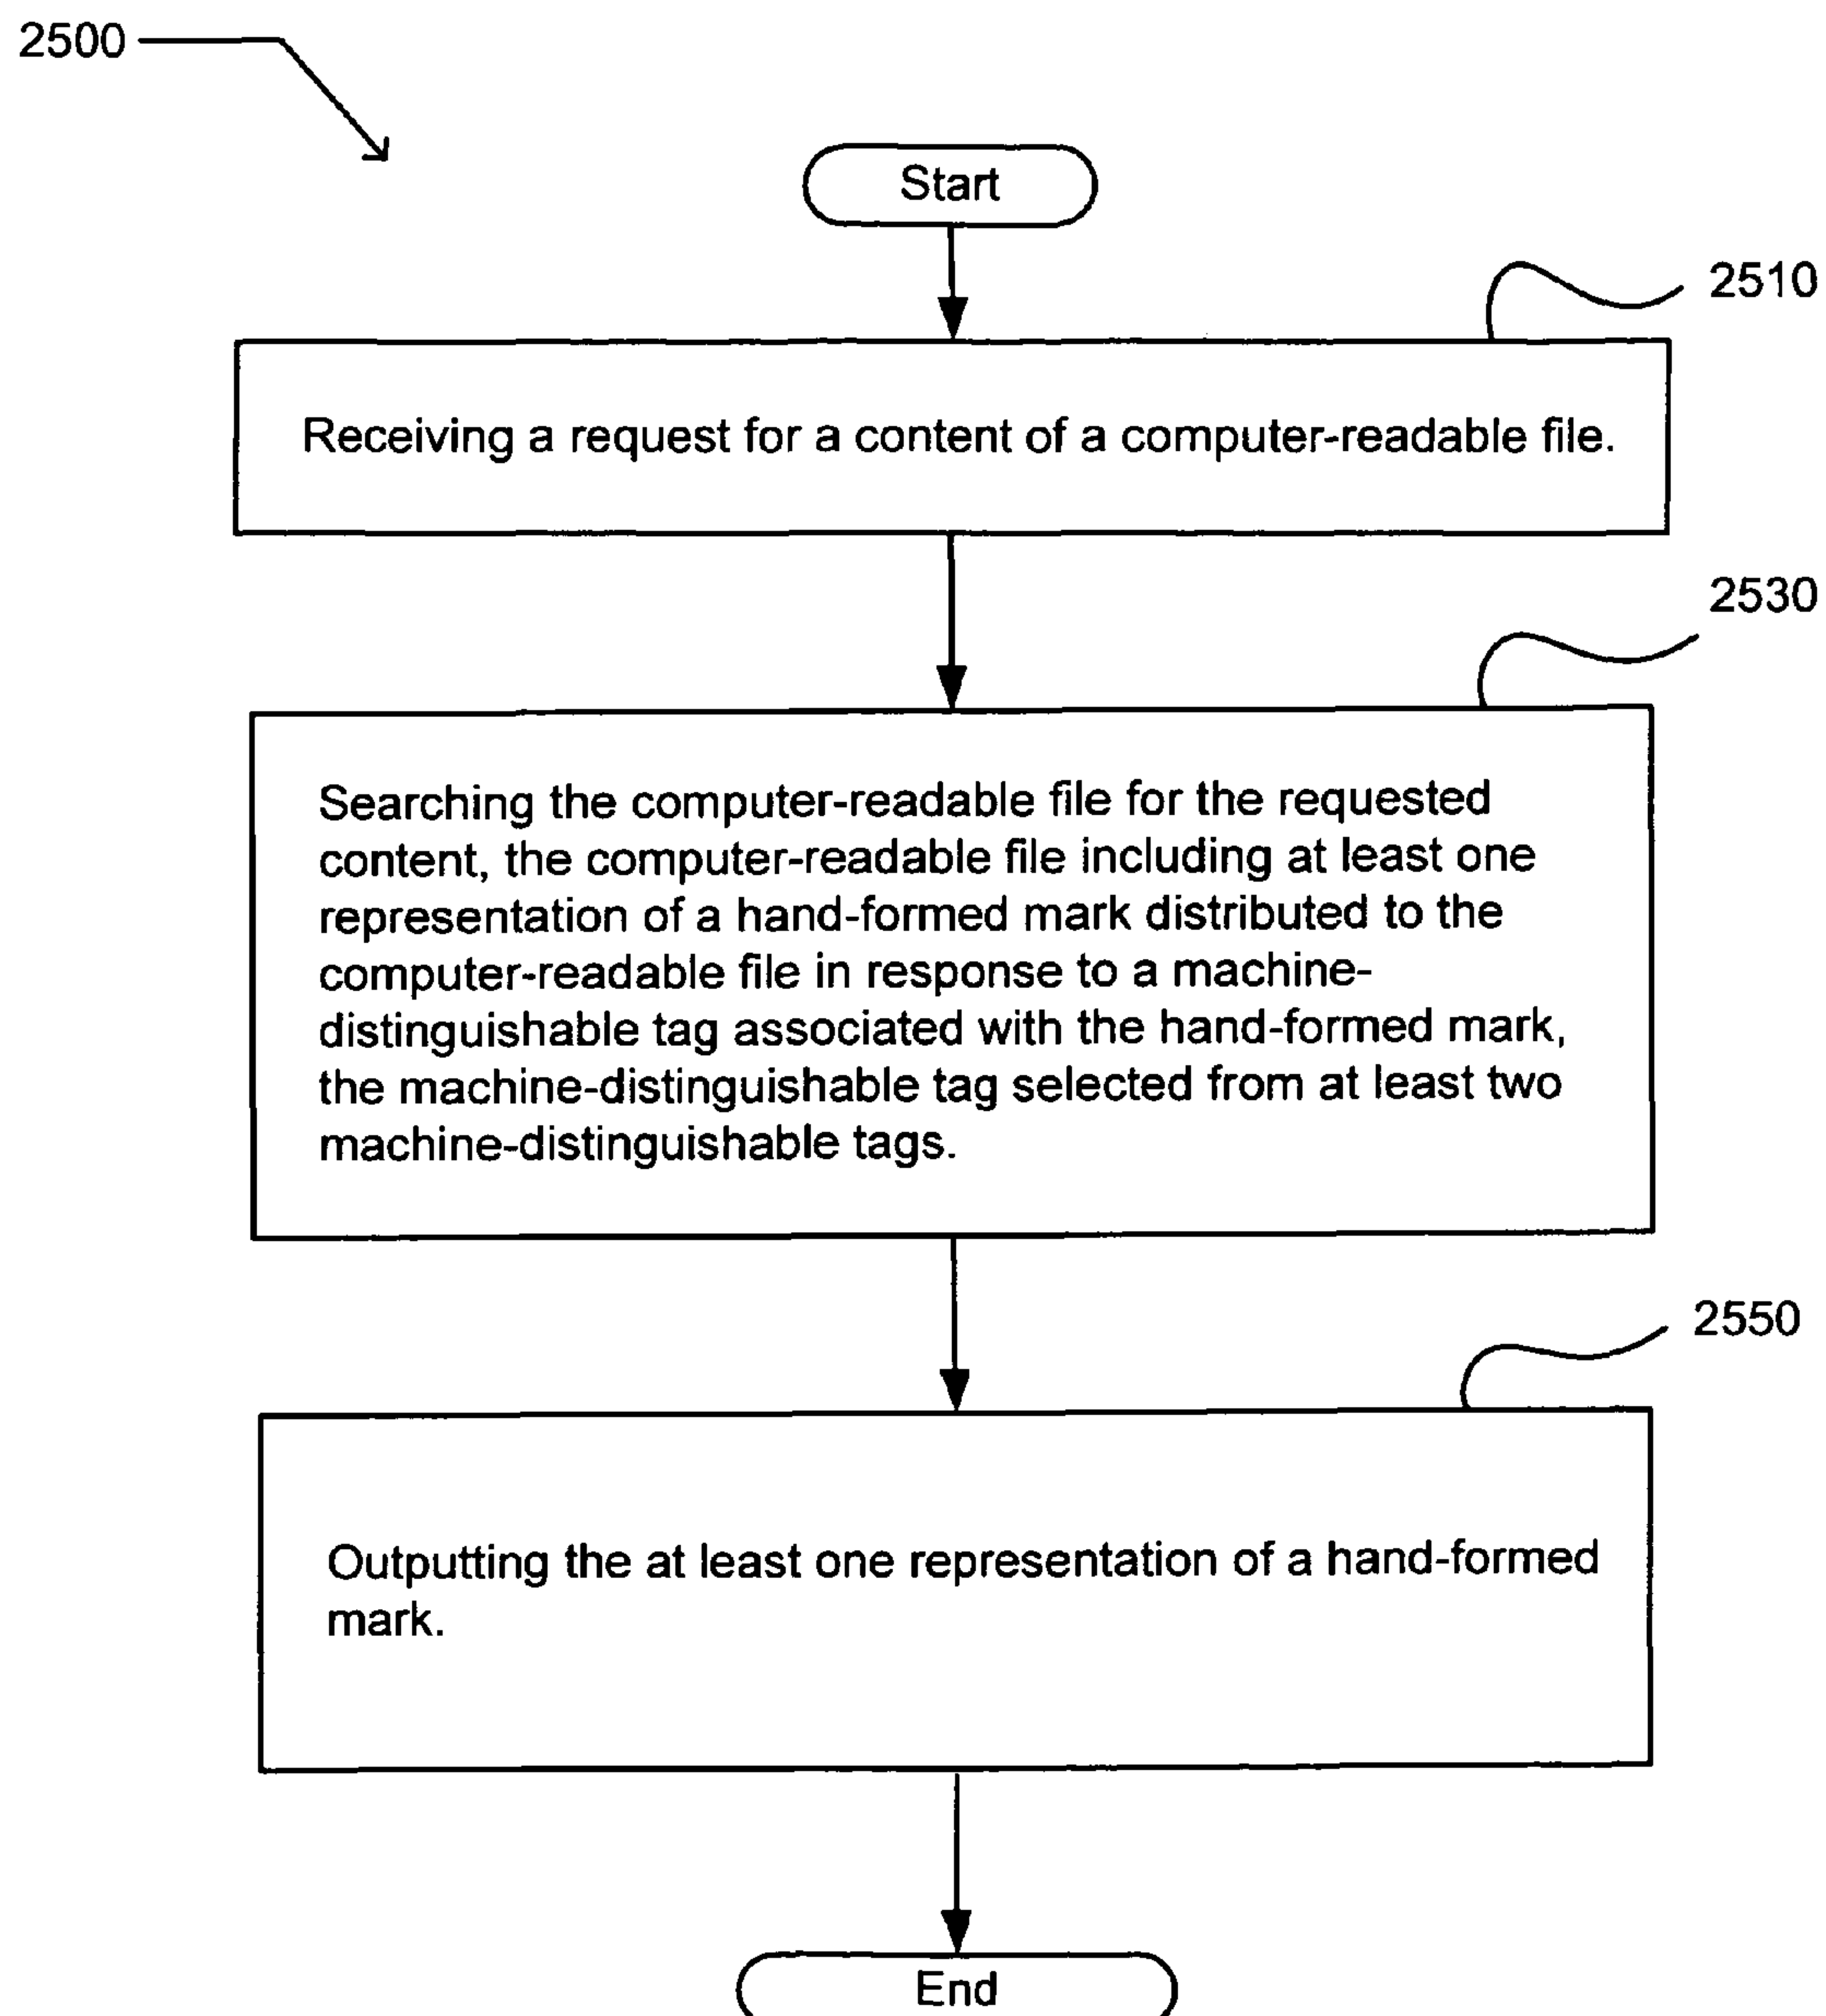 2500
Start
2510
Receiving a request for a content of a computer-readable file.
2530
Searching the computer-readable file for the requested
content, the computer-readable file including at least one
representation of a hand-formed mark distributed to the
computer-readable file in response to a machine-
distinguishable tag associated with the hand-formed mark,
the machine-distinguishable tag selected from at least two
machine-distinguishable tags.
2550
Outputting the at least one representation of a hand-formed
mark.
End